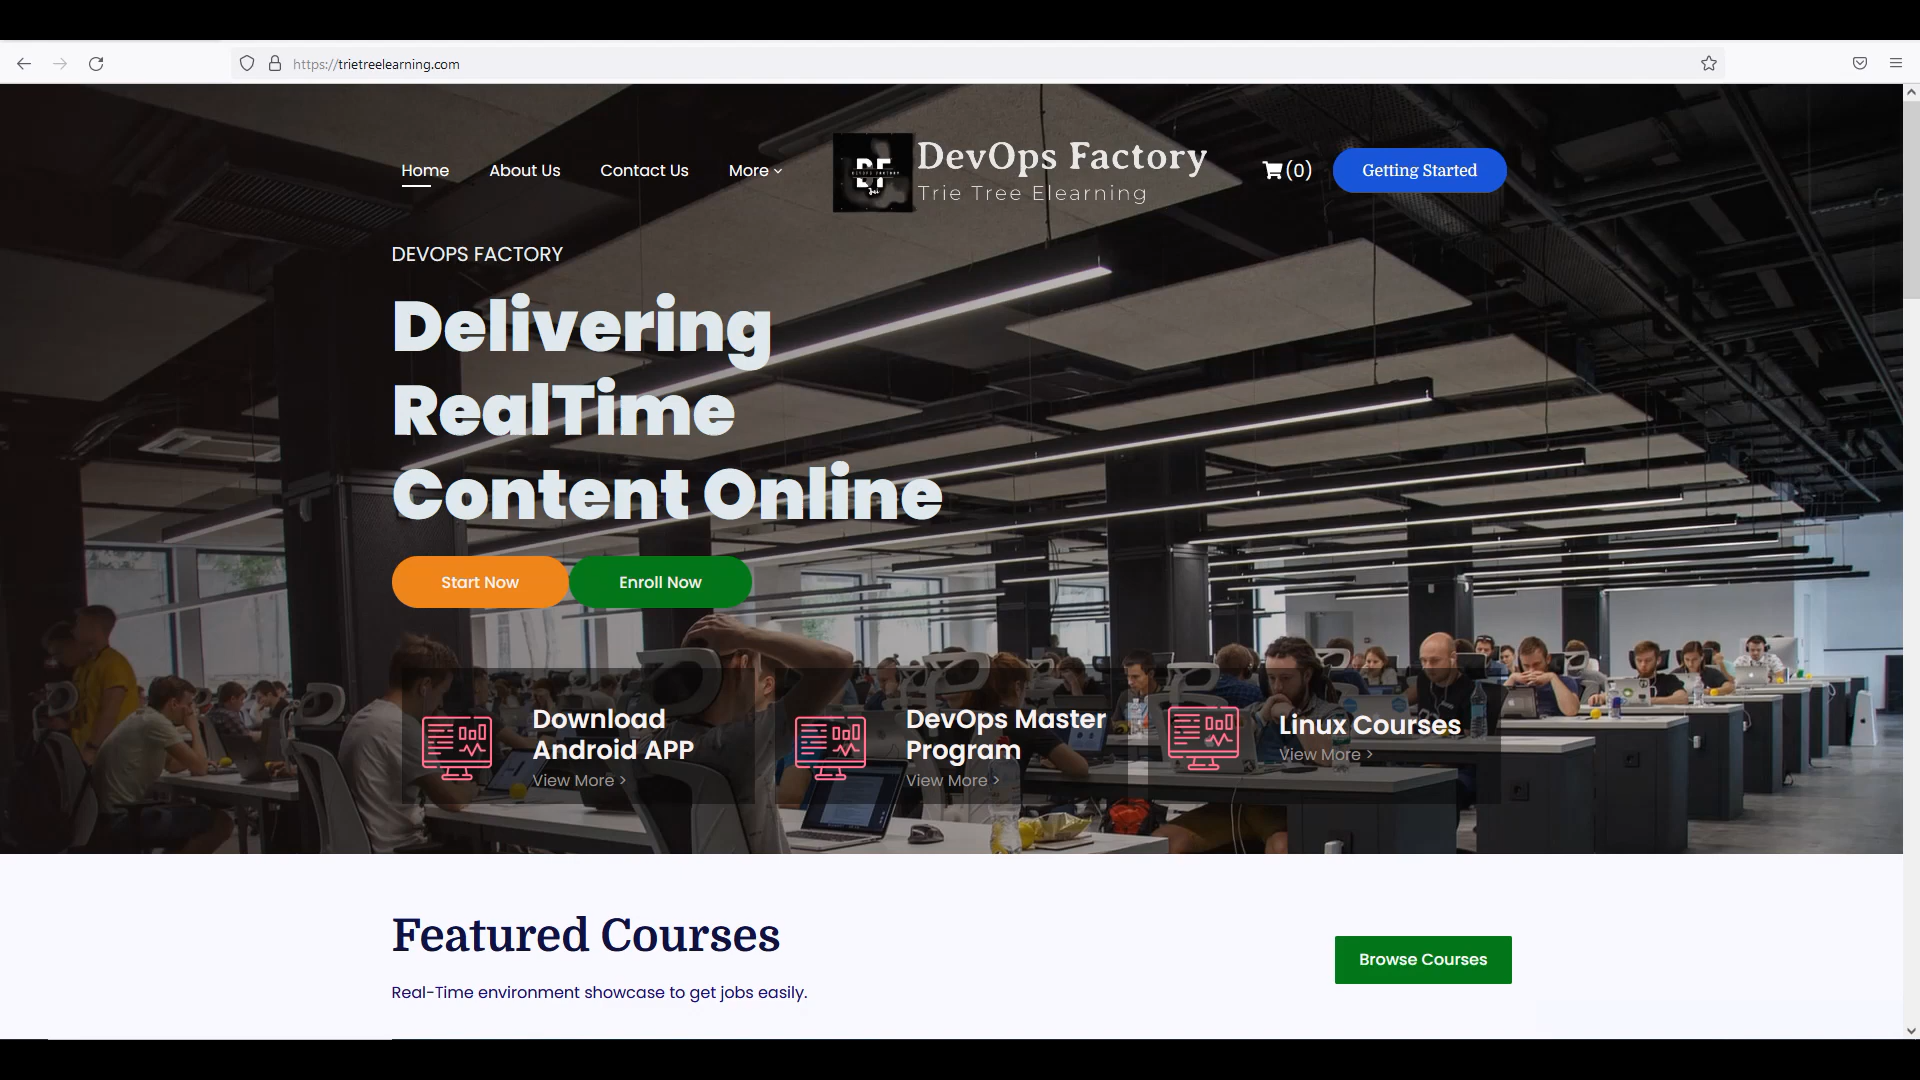 https://trietreelearning.com
Home
About Us
Contact Us
More
DevOps Factory
Trie Tree Elearning
(0)
Getting Started
DEVOPS FACTORY
Delivering
RealTime
Content Online
Start Now
Enroll Now
Download
Android APP
View More >
DevOps Master
Program
View More >
Linux Courses
View More >
Featured Courses
Browse Courses
Real-Time environment showcase to get jobs easily.